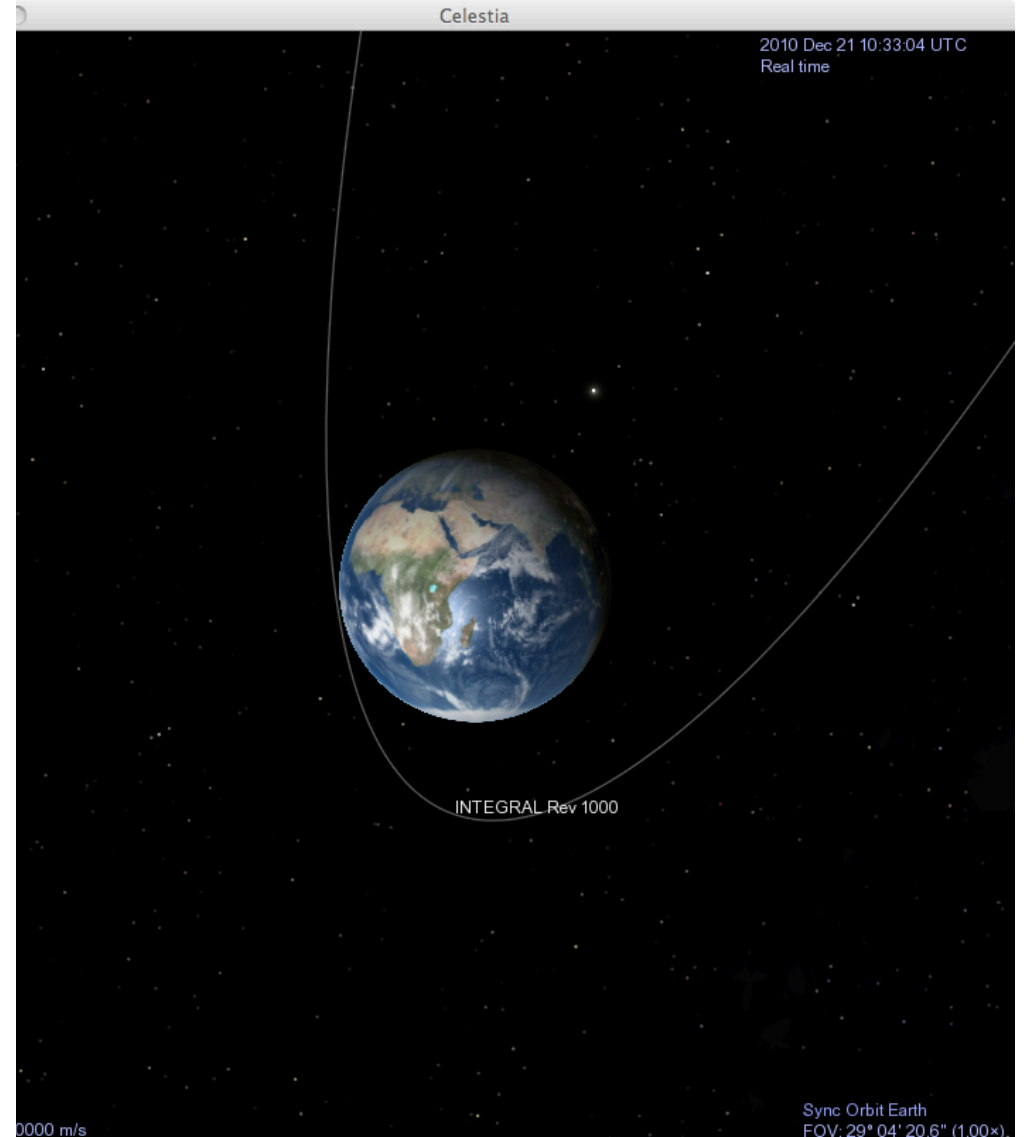 Celestia
2010 Dec 21 10:33:04 UTC
Real time
INTEGRAL Rev 1000
Sync Orbit Earth
0000 m/s
FOV: 29° 04' 20.6" (1.00×)